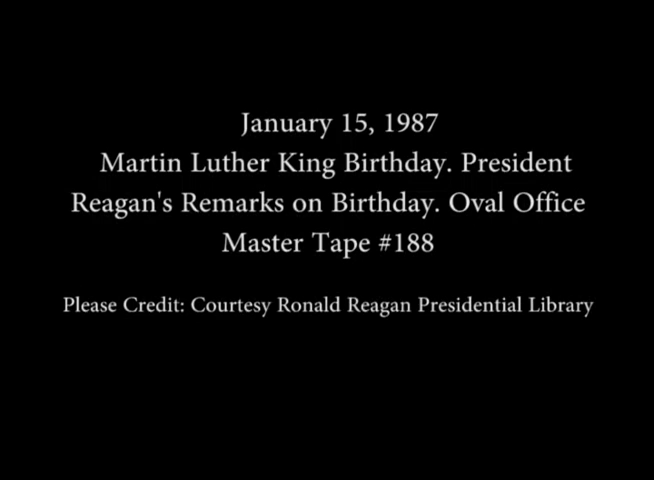 January 15, 1987
Martin Luther King Birthday. President
Reagan's Remarks on Birthday. Oval Office
Master Tape #188
Please Credit: Courtesy Ronald Reagan Presidential Library